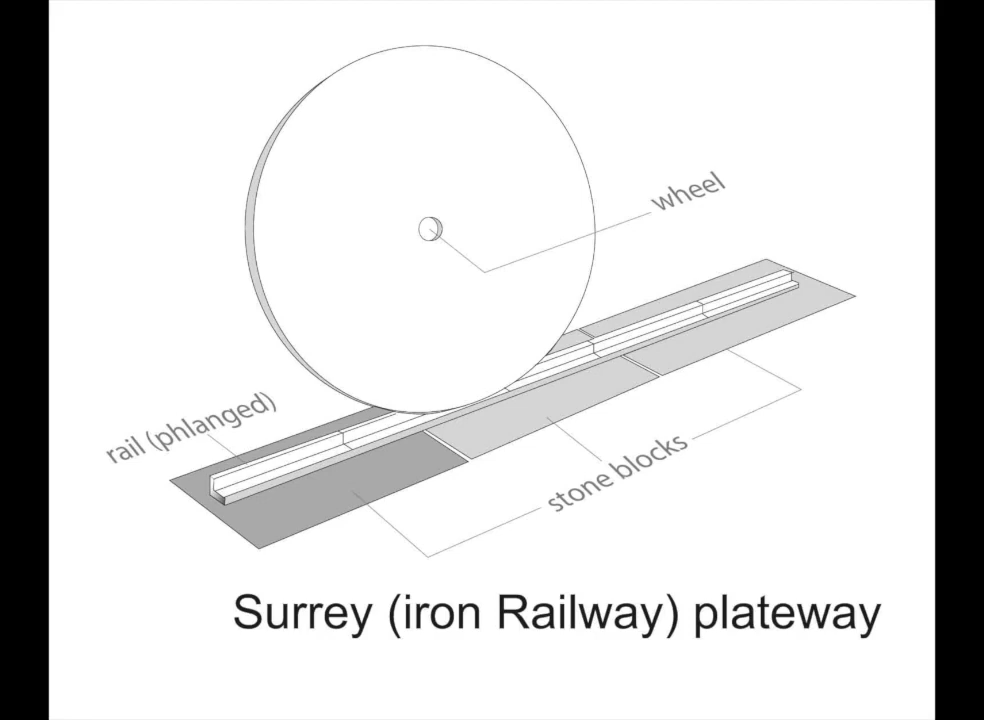 wheel
rail (phlanged)
stone blocks
Surrey (iron Railway) plateway